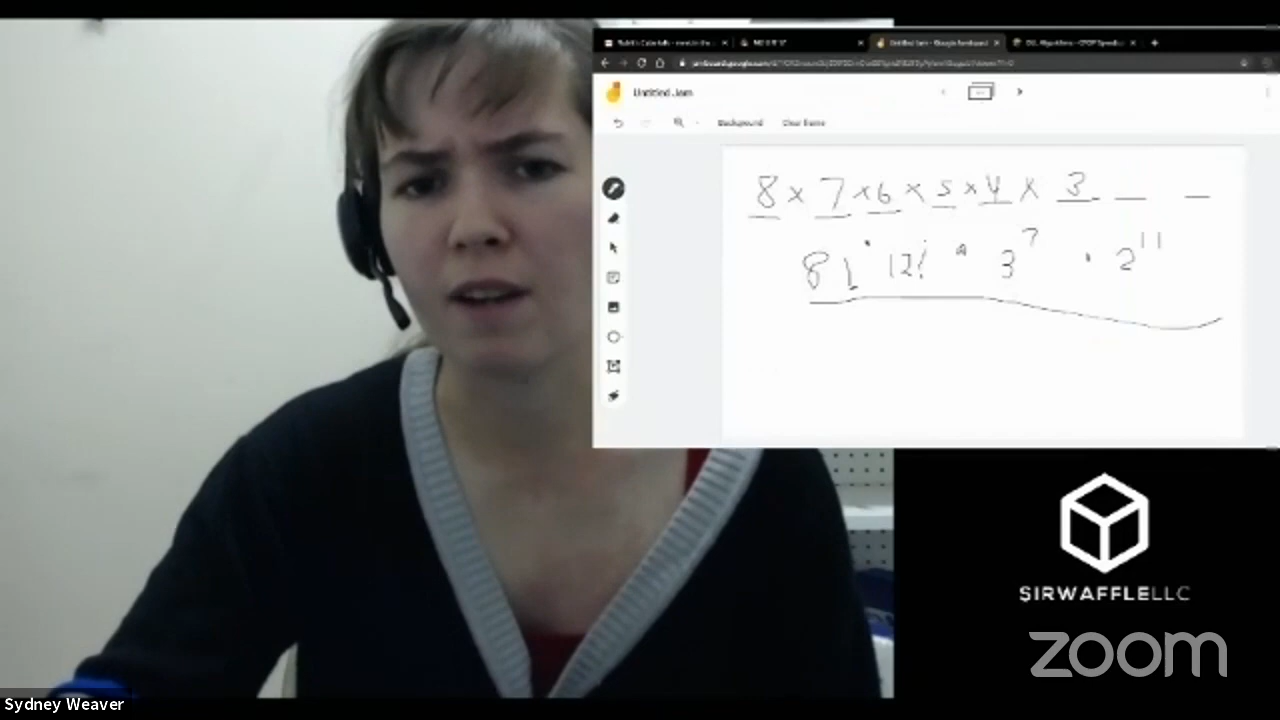 Untitled Jam
Background Clear frame
8 × 7 × 6 × 5 × 4 × 3 _ _
8! · 12! · 3^7 · 2^11
SIRWAFFLELLC
zoom
Sydney Weaver